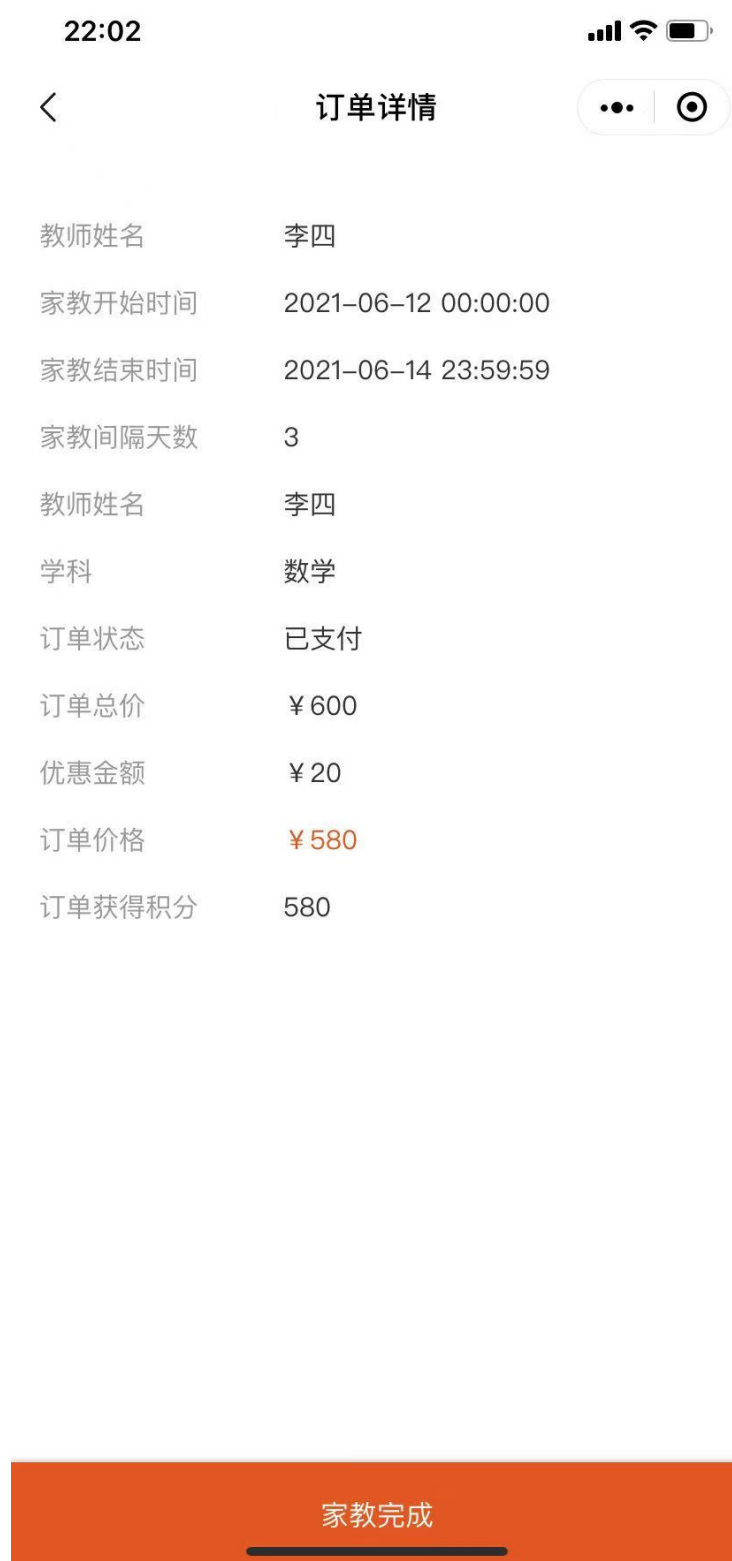 22:02
订单详情
教师姓名 李四
家教开始时间 2021-06-12 00:00:00
家教结束时间 2021-06-14 23:59:59
家教间隔天数 3
教师姓名 李四
学科 数学
订单状态 已支付
订单总价 ¥600
优惠金额 ¥20
订单价格 ¥580
订单获得积分 580
家教完成